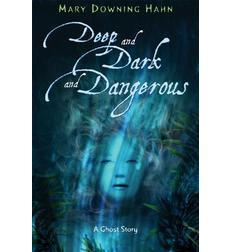 MARY DOWNING HAHN
Deep and
Dark
and
Dangerous
A Ghost Story